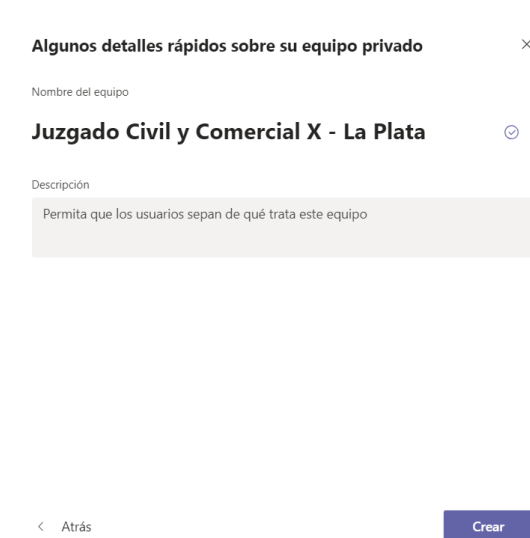 Algunos detalles rápidos sobre su equipo privado
Nombre del equipo
Juzgado Civil y Comercial X - La Plata
Descripción
Permita que los usuarios sepan de qué trata este equipo
Atrás
Crear